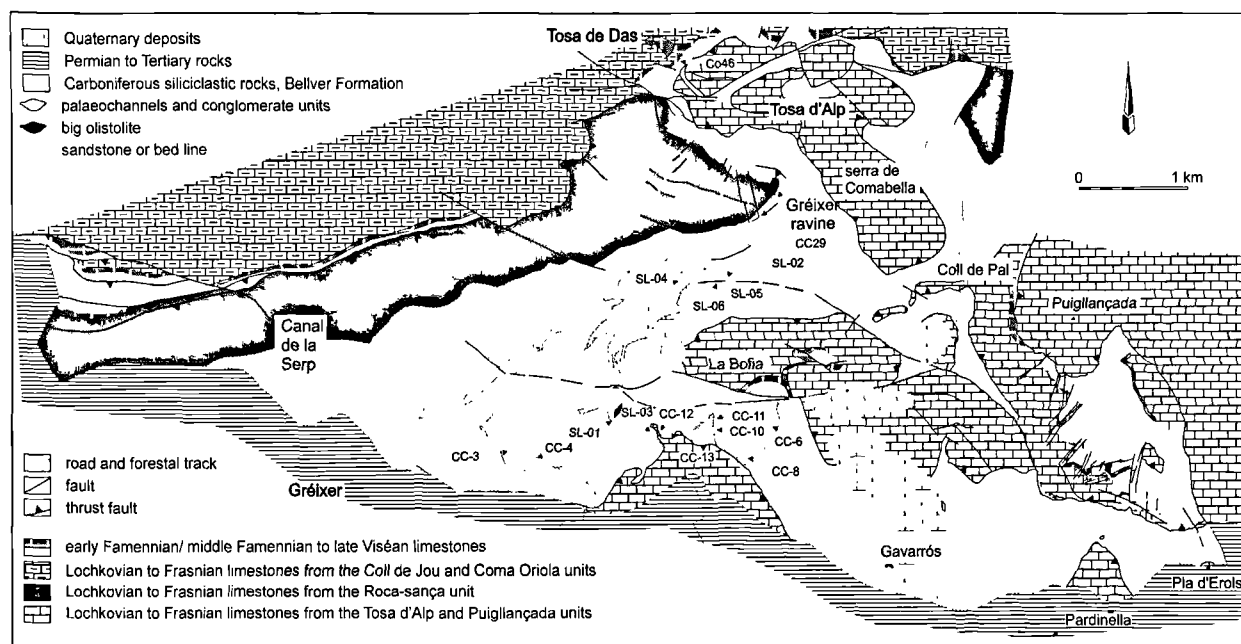 Quaternary deposits
Permian to Tertiary rocks
Carboniferous siliciclastic rocks, Bellver Formation
palaeochannels and conglomerate units
big olistolite
sandstone or bed line
Tosa de Das
Co46
Tosa d'Alp
serra de
Comabella
0 1 km
Gréixer
ravine
CC29
SL-02
SL-04
SL-05
SL-06
Coll de Pal
Puigllançada
Canal
de la
Serp
La Bofia
SL-03
CC-12
CC-11
SL-01
CC-10
CC-6
CC-3
CC-4
CC-13
CC-8
Gréixer
Gavarrós
Pla d'Erols
Pardinella
road and forestal track
fault
thrust fault
early Famennian/ middle Famennian to late Viséan limestones
Lochkovian to Frasnian limestones from the Coll de Jou and Coma Oriola units
Lochkovian to Frasnian limestones from the Roca-sança unit
Lochkovian to Frasnian limestones from the Tosa d'Alp and Puigllançada units